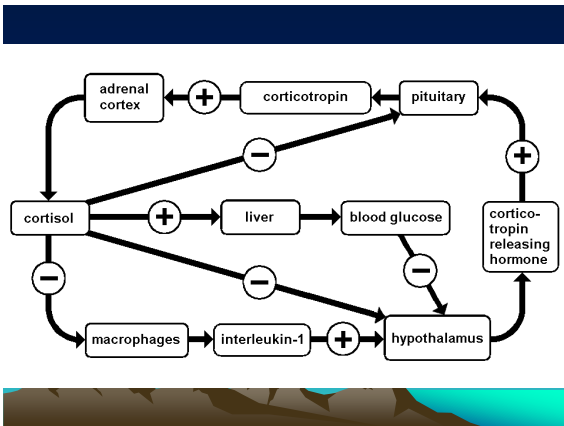 adrenal
cortex
+
corticotropin
pituitary
−
+
cortisol
+
liver
blood glucose
cortico-
tropin
releasing
hormone
−
−
−
macrophages
interleukin-1
+
hypothalamus